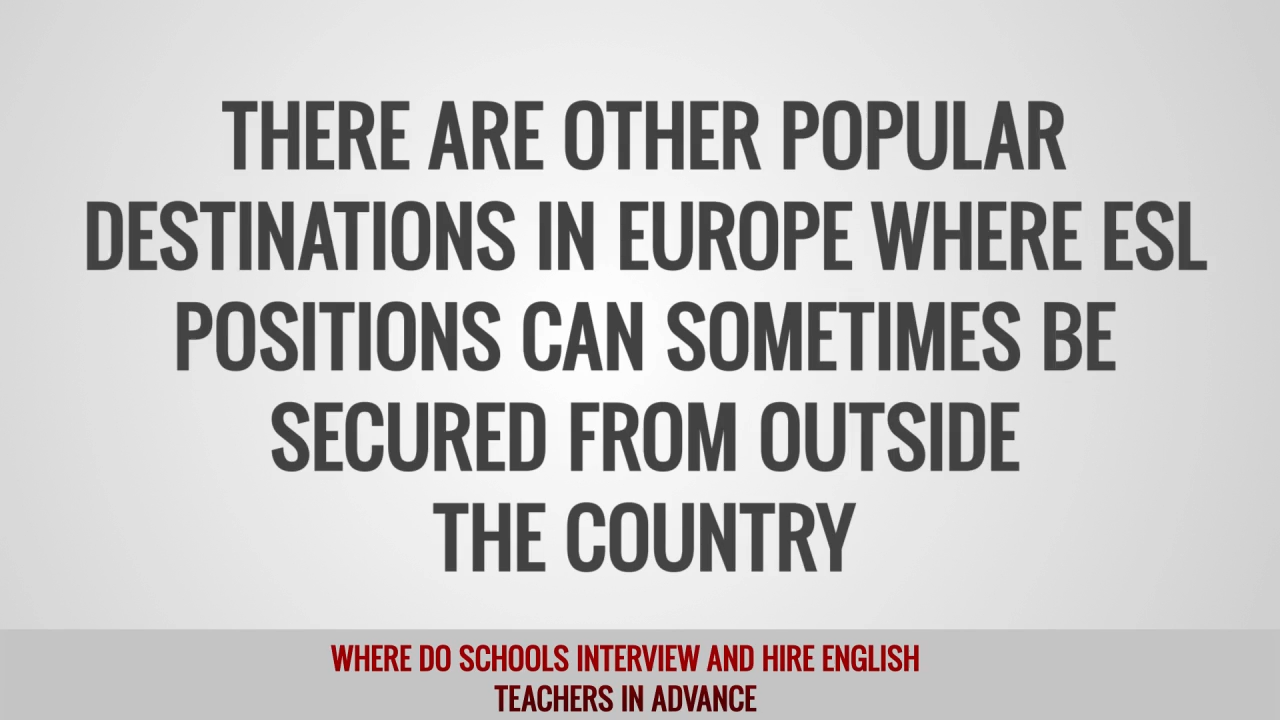 THERE ARE OTHER POPULAR
DESTINATIONS IN EUROPE WHERE ESL
POSITIONS CAN SOMETIMES BE
SECURED FROM OUTSIDE
THE COUNTRY
WHERE DO SCHOOLS INTERVIEW AND HIRE ENGLISH
TEACHERS IN ADVANCE